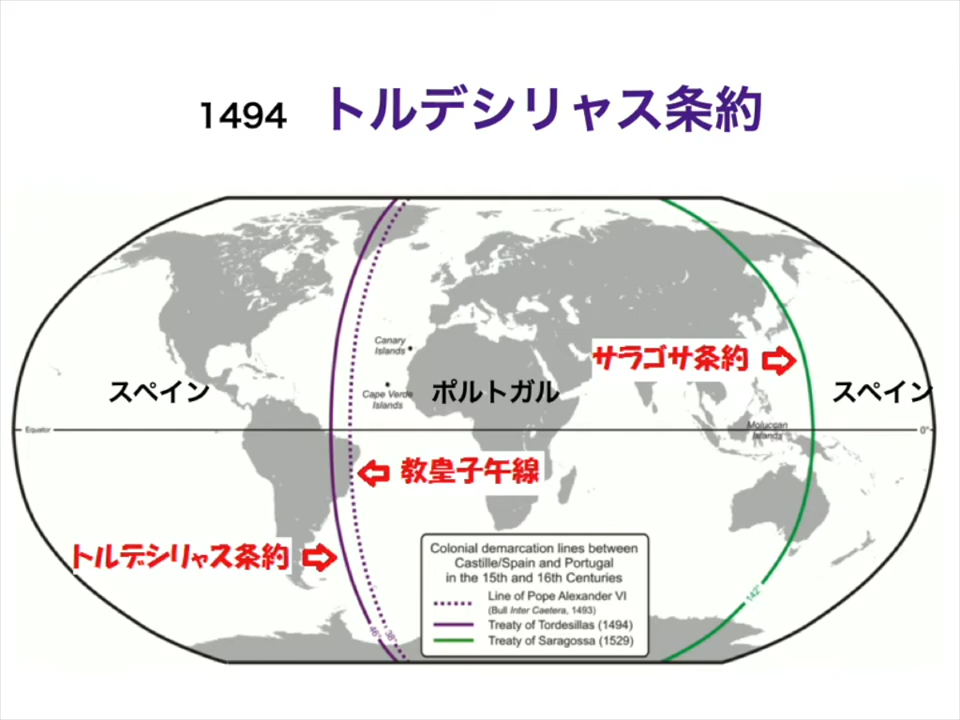 1494 トルデシリャス条約
Canary
Islands
サラゴサ条約
スペイン
Cape Verde
Islands
ポルトガル
スペイン
Equator
Moluccan
Islands
0°
教皇子午線
トルデシリャス条約
Colonial demarcation lines between
Castille/Spain and Portugal
in the 15th and 16th Centuries
Line of Pope Alexander VI
(Bull Inter Caetera, 1493)
Treaty of Tordesillas (1494)
Treaty of Saragossa (1529)
46°
38°
142°